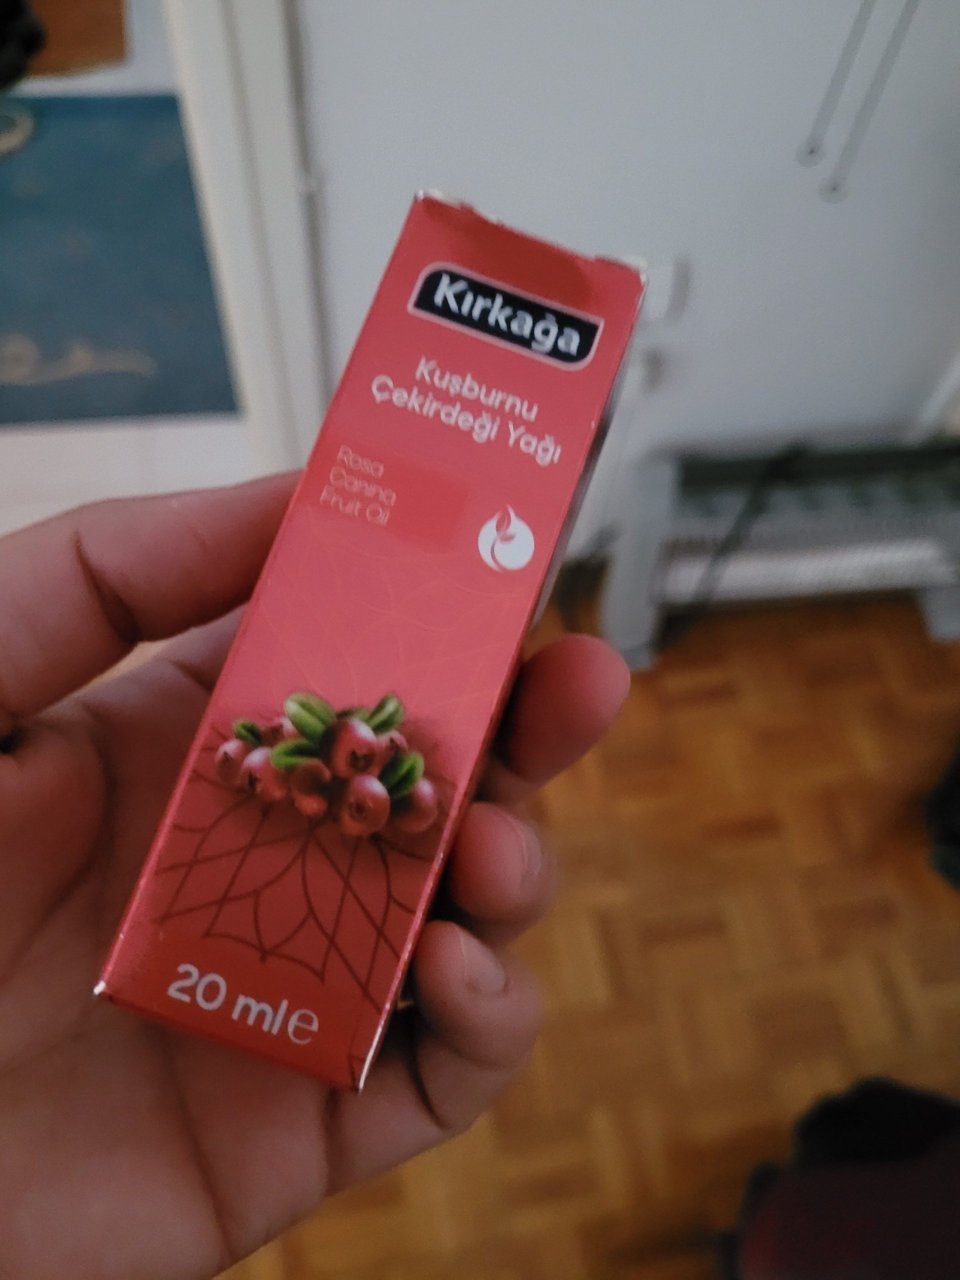 Kırkağa
Kuşburnu
Çekirdeği Yağı
Rosa
Canina
Fruit Oil
20 ml e